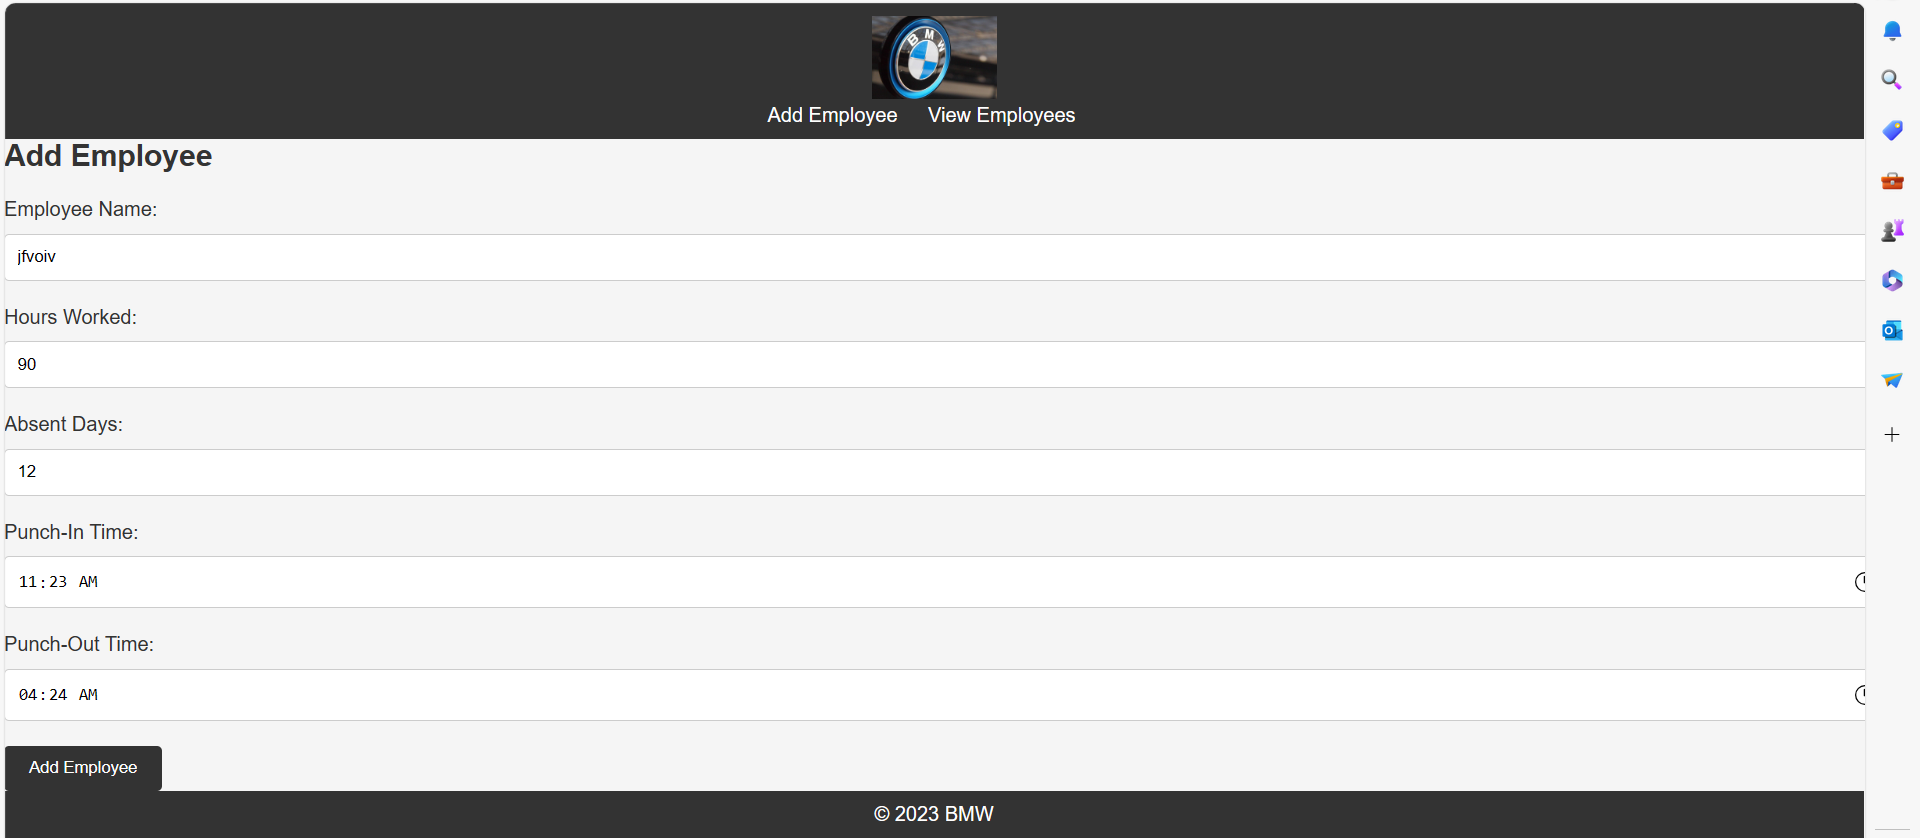 BMW
Add Employee View Employees
Add Employee
Employee Name:
jfvoiv
Hours Worked:
90
Absent Days:
12
Punch-In Time:
11:23 AM
Punch-Out Time:
04:24 AM
Add Employee
© 2023 BMW